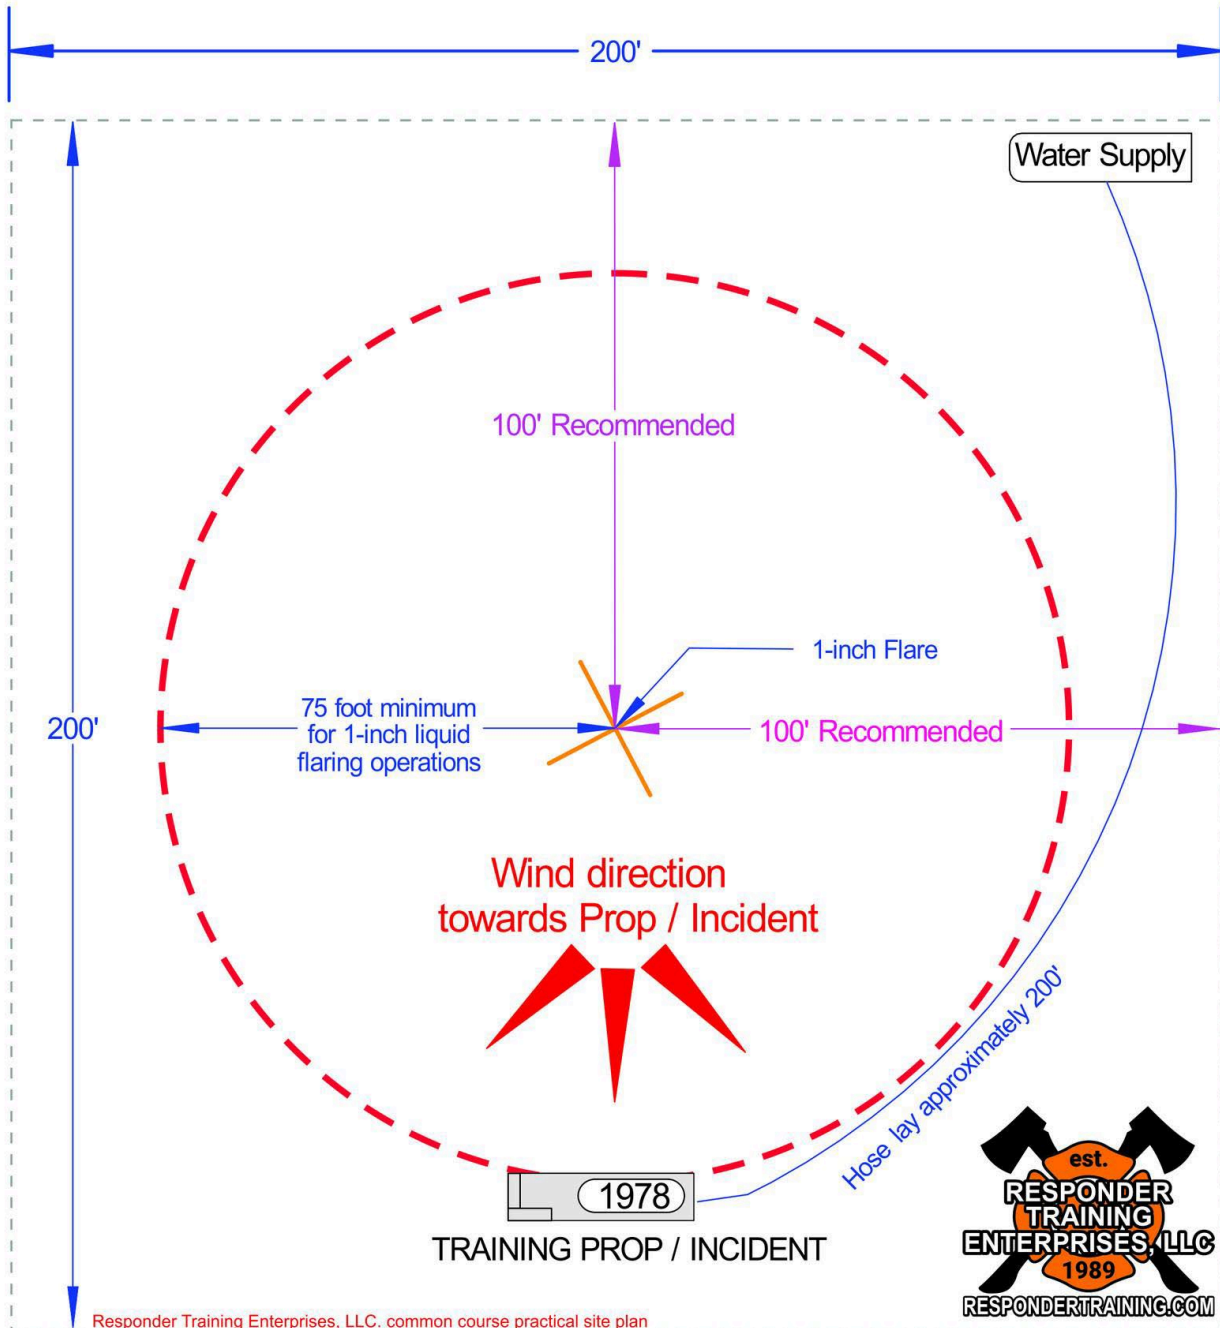 200'
Water Supply
100' Recommended
1-inch Flare
75 foot minimum
for 1-inch liquid
flaring operations
200'
100' Recommended
Wind direction
towards Prop / Incident
Hose lay approximately 200'
1978
TRAINING PROP / INCIDENT
est.
RESPONDER
TRAINING
ENTERPRISES, LLC
1989
RESPONDERTRAINING.COM
Responder Training Enterprises, LLC. common course practical site plan